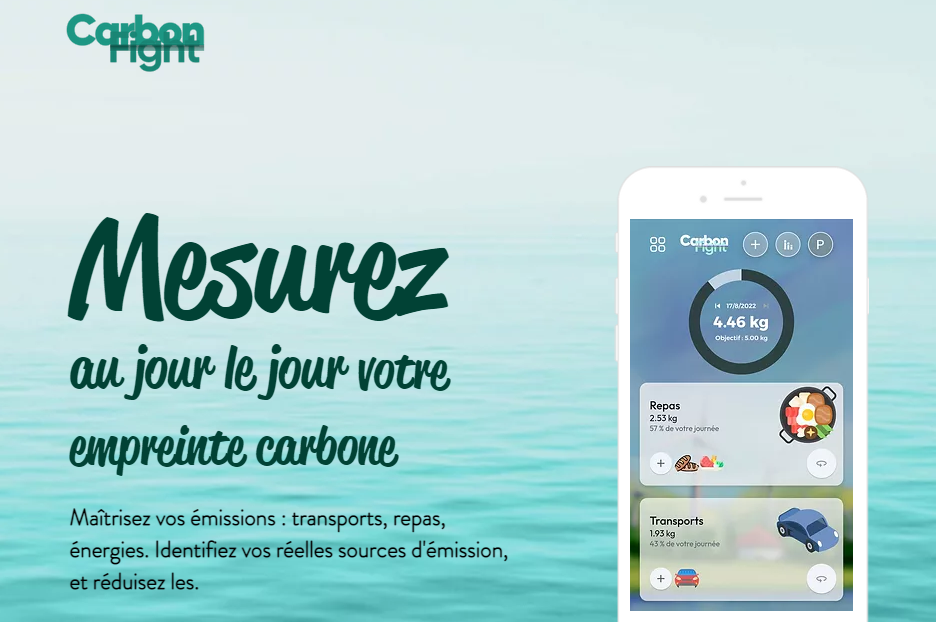 Carbon
Fight
Mesurez
au jour le jour votre
empreinte carbone
Maîtrisez vos émissions : transports, repas,
énergies. Identifiez vos réelles sources d'émission,
et réduisez les.
Carbon
Fight
P
17/8/2022
4.46 kg
Objectif : 5.00 kg
Repas
2.53 kg
57 % de votre journée
Transports
1.93 kg
43 % de votre journée